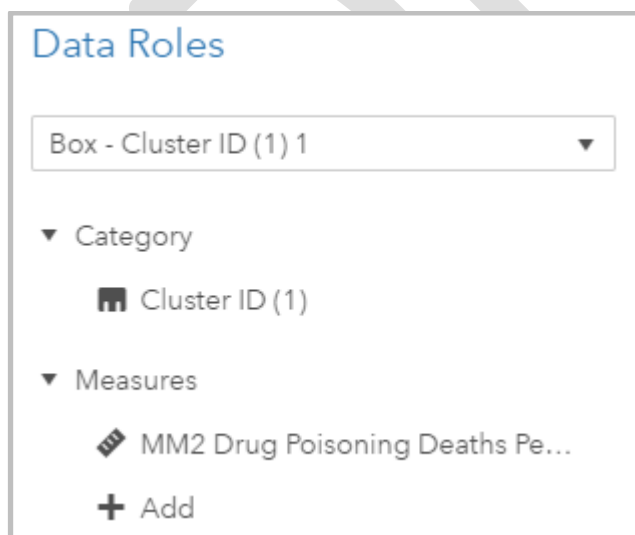 Data Roles
Box - Cluster ID (1) 1
Category
Cluster ID (1)
Measures
MM2 Drug Poisoning Deaths Pe...
Add